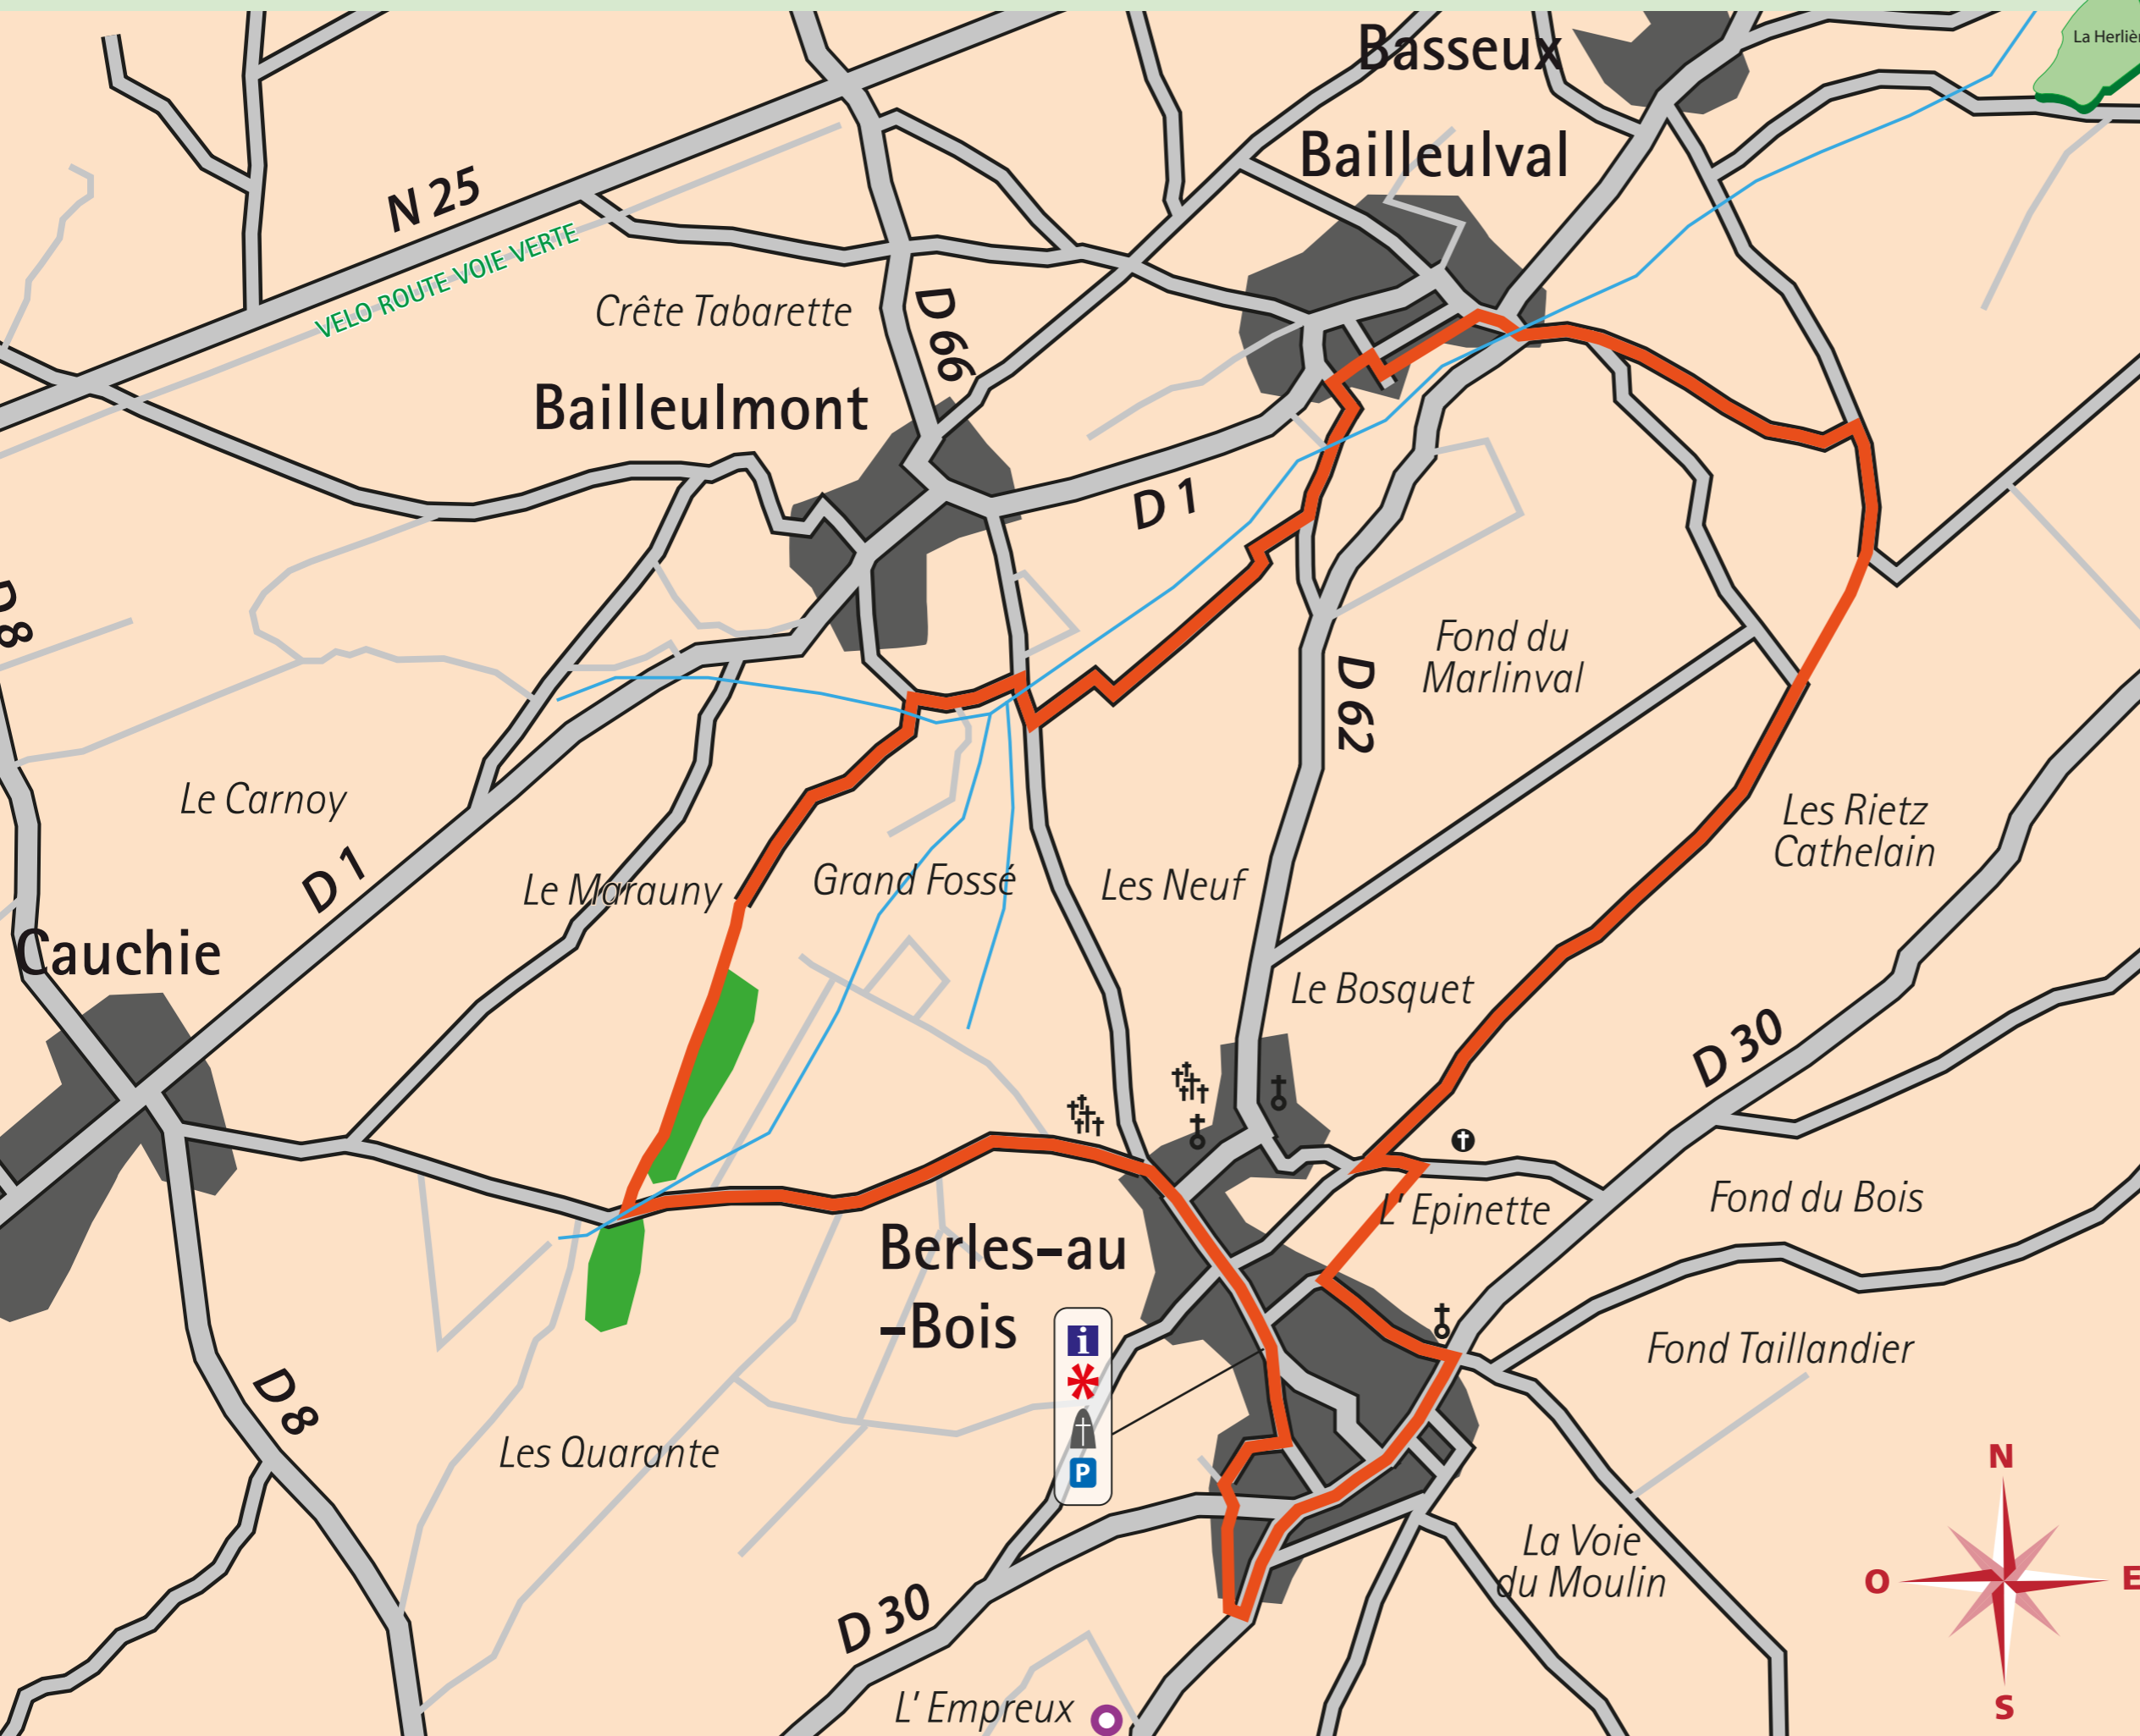 La Herliè
Basseux
Bailleulval
N 25
VELO ROUTE VOIE VERTE
Crête Tabarette
D 66
Bailleulmont
D 1
D 8
Fond du
Marlinval
D 62
Le Carnoy
Les Rietz
Cathelain
D 1
Le Marauny
Grand Fossé
Les Neuf
Cauchie
Le Bosquet
D 30
L' Epinette
Fond du Bois
Berles-au
-Bois
i
P
Fond Taillandier
D 8
Les Quarante
La Voie
du Moulin
D 30
L' Empreux
N
O
E
S